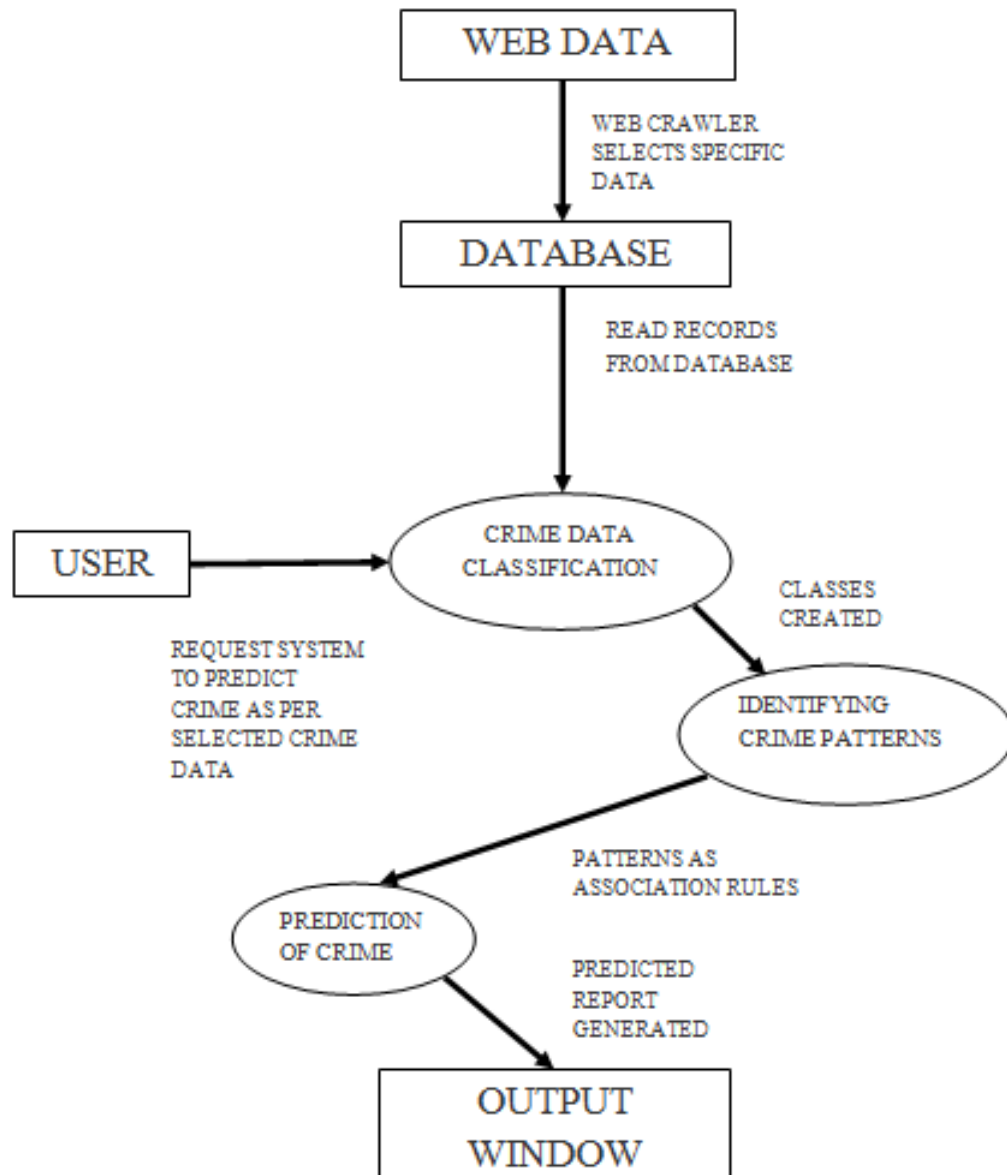 WEB DATA
WEB CRAWLER
SELECTS SPECIFIC
DATA
DATABASE
READ RECORDS
FROM DATABASE
CRIME DATA
CLASSIFICATION
USER
CLASSES
CREATED
REQUEST SYSTEM
TO PREDICT
CRIME AS PER
SELECTED CRIME
DATA
IDENTIFYING
CRIME PATTERNS
PATTERNS AS
ASSOCIATION RULES
PREDICTION
OF CRIME
PREDICTED
REPORT
GENERATED
OUTPUT
WINDOW